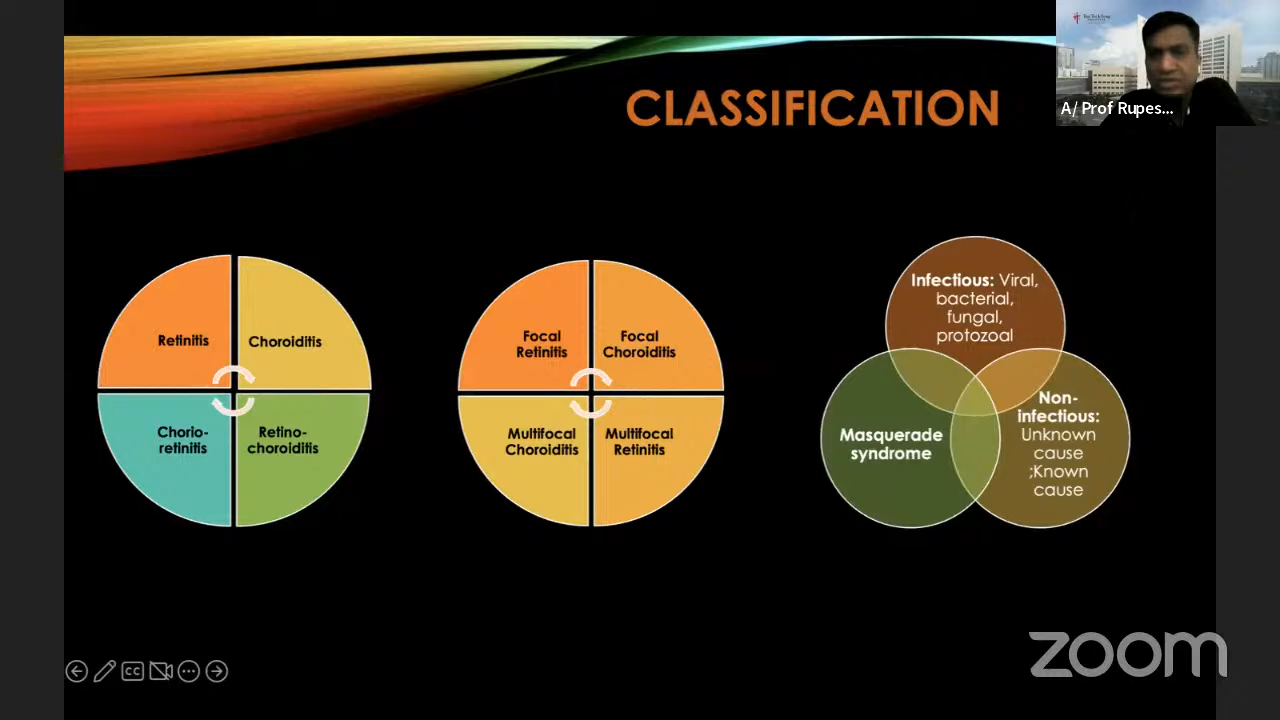 CLASSIFICATION
A/ Prof Rupes...
Retinitis
Choroiditis
Chorio-
retinitis
Retino-
choroiditis
Focal
Retinitis
Focal
Choroiditis
Multifocal
Choroiditis
Multifocal
Retinitis
Infectious: Viral,
bacterial,
fungal,
protozoal
Masquerade
syndrome
Non-
infectious:
Unknown
cause
;Known
cause
CC
zoom